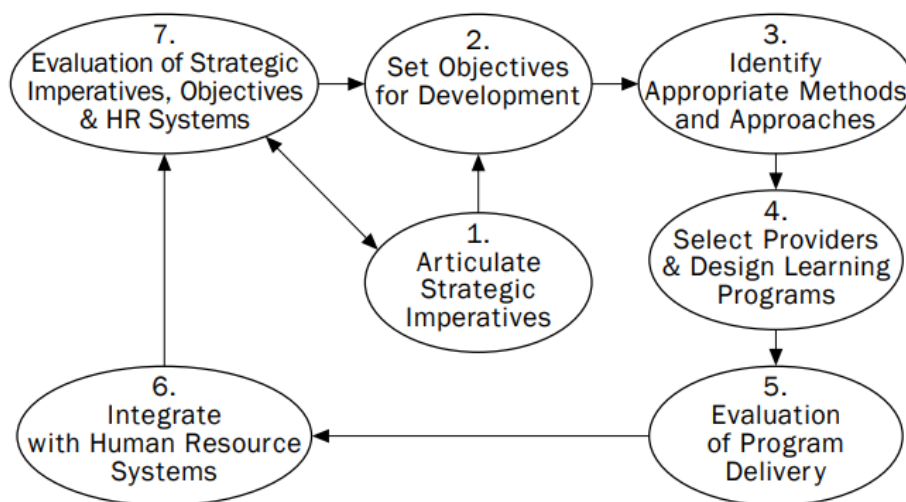 7.
Evaluation of Strategic
Imperatives, Objectives
& HR Systems
2.
Set Objectives
for Development
3.
Identify
Appropriate Methods
and Approaches
1.
Articulate
Strategic
Imperatives
4.
Select Providers
& Design Learning
Programs
6.
Integrate
with Human Resource
Systems
5.
Evaluation
of Program
Delivery